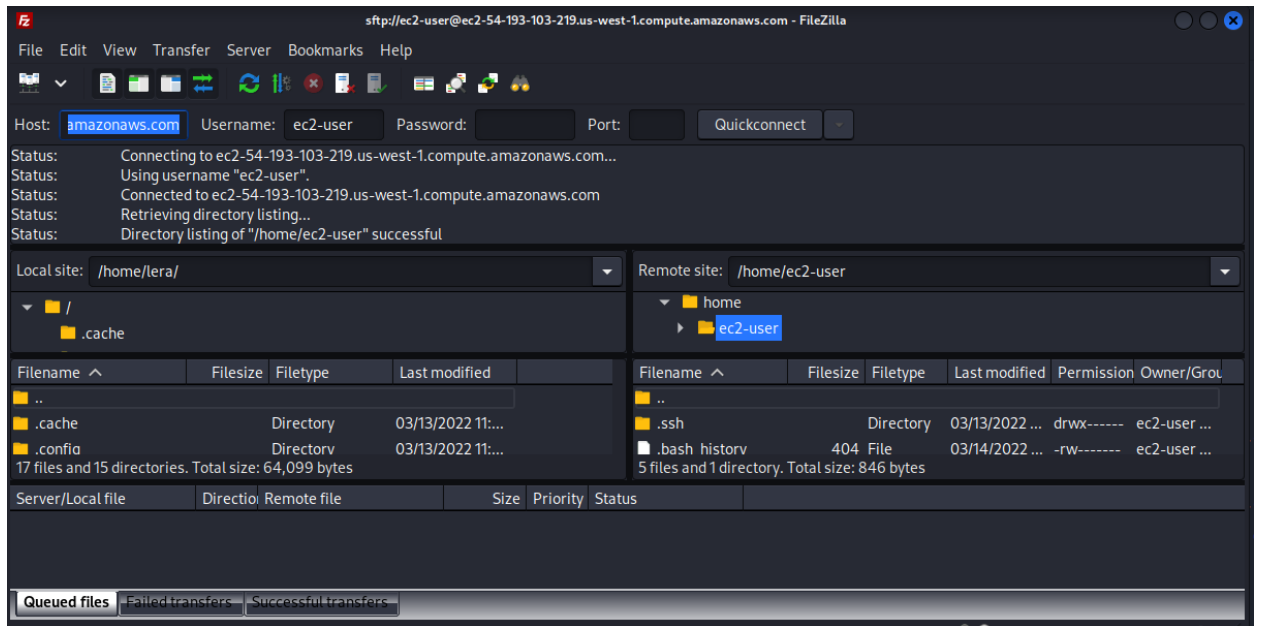 Fz sftp://ec2-user@ec2-54-193-103-219.us-west-1.compute.amazonaws.com - FileZilla
File Edit View Transfer Server Bookmarks Help
Host: amazonaws.com Username: ec2-user Password: Port: Quickconnect
Status: Connecting to ec2-54-193-103-219.us-west-1.compute.amazonaws.com...
Status: Using username "ec2-user".
Status: Connected to ec2-54-193-103-219.us-west-1.compute.amazonaws.com
Status: Retrieving directory listing...
Status: Directory listing of "/home/ec2-user" successful
Local site: /home/lera/
/
.cache
Filename Filesize Filetype Last modified
..
.cache Directory 03/13/2022 11:...
.config Directory 03/13/2022 11:...
17 files and 15 directories. Total size: 64,099 bytes
Remote site: /home/ec2-user
home
ec2-user
Filename Filesize Filetype Last modified Permission Owner/Grou
..
.ssh Directory 03/13/2022 ... drwx------ ec2-user ...
.bash_history 404 File 03/14/2022 ... -rw------- ec2-user ...
5 files and 1 directory. Total size: 846 bytes
Server/Local file Directio Remote file Size Priority Status
Queued files Failed transfers Successful transfers